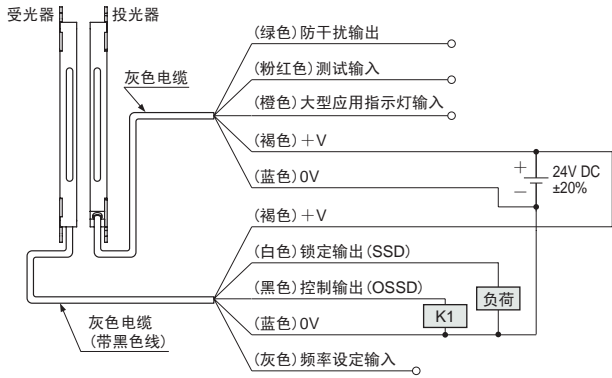 受光器
投光器
灰色电缆
(绿色)防干扰输出
(粉红色)测试输入
(橙色)大型应用指示灯输入
(褐色)＋V
(蓝色)0V
＋
－
24V DC
±20%
(褐色)＋V
(白色)锁定输出(SSD)
(黑色)控制输出(OSSD)
K1
负荷
(蓝色)0V
(灰色)频率设定输入
灰色电缆
(带黑色线)